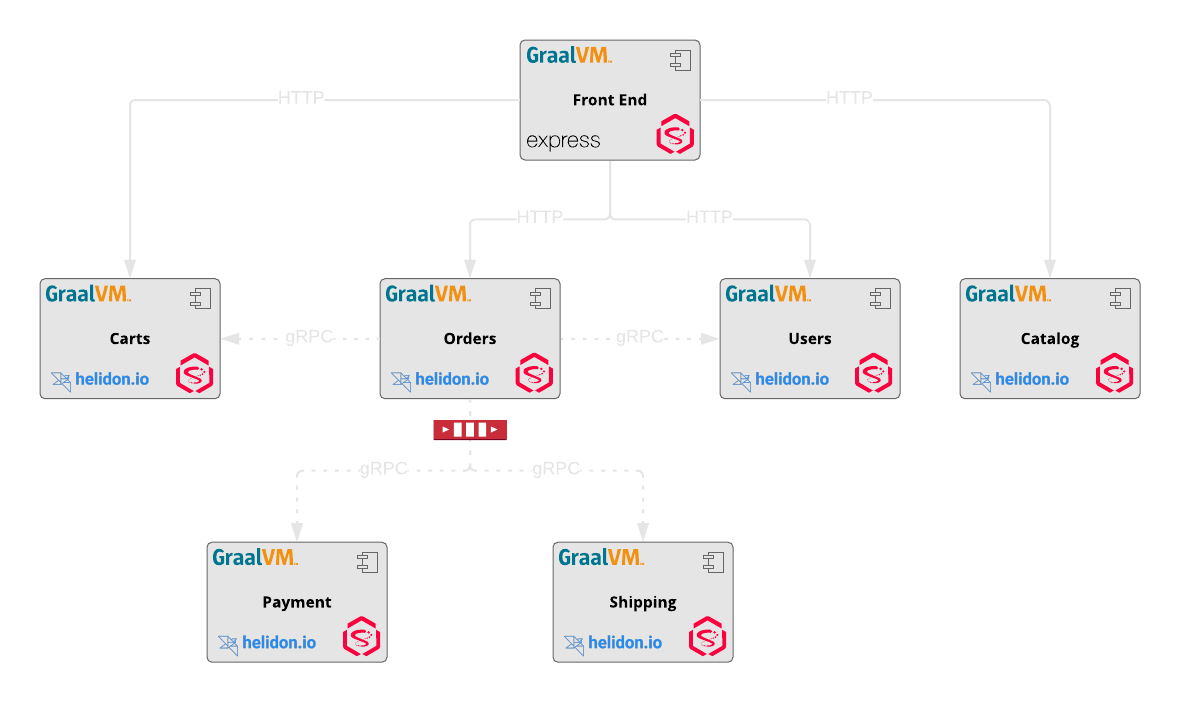 GraalVM
Front End
express
HTTP
HTTP
HTTP
HTTP
GraalVM
Carts
helidon.io
gRPC
GraalVM
Orders
helidon.io
gRPC
GraalVM
Users
helidon.io
GraalVM
Catalog
helidon.io
gRPC
gRPC
GraalVM
Payment
helidon.io
GraalVM
Shipping
helidon.io